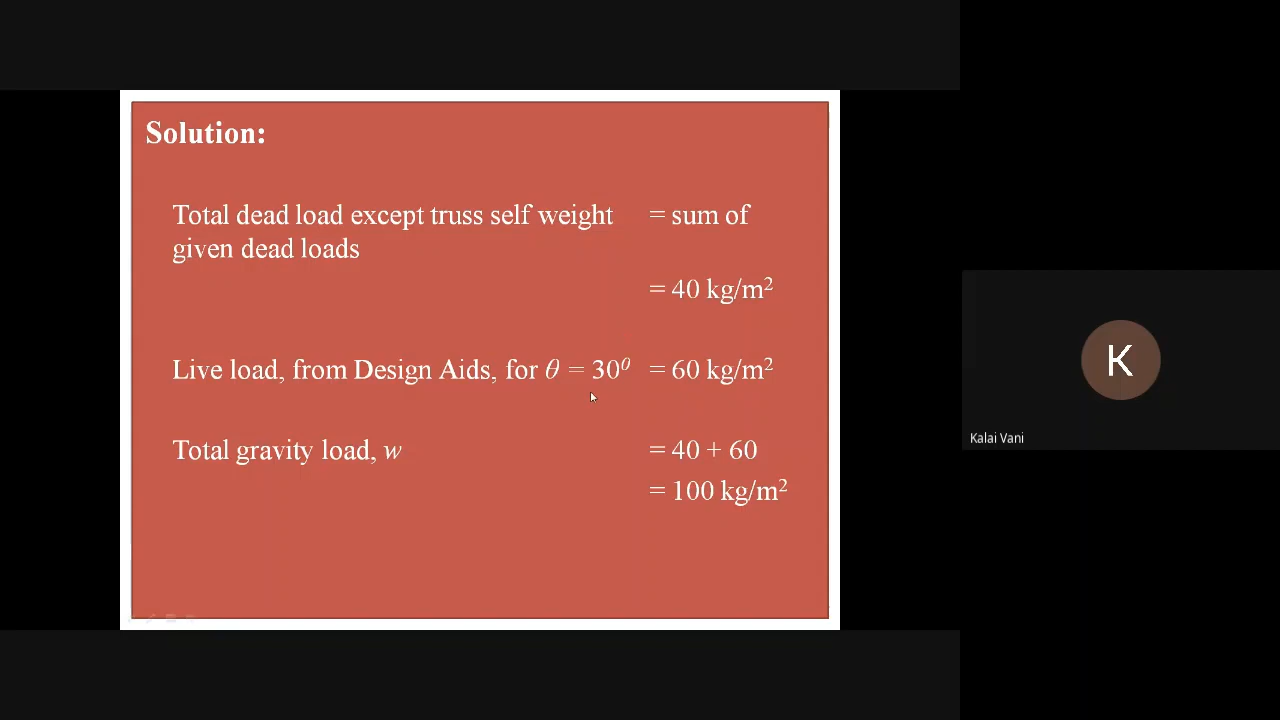 Solution:
Total dead load except truss self weight = sum of
given dead loads
= 40 kg/m²
Live load, from Design Aids, for θ = 30⁰ = 60 kg/m²
Total gravity load, w = 40 + 60
= 100 kg/m²
K
Kalai Vani